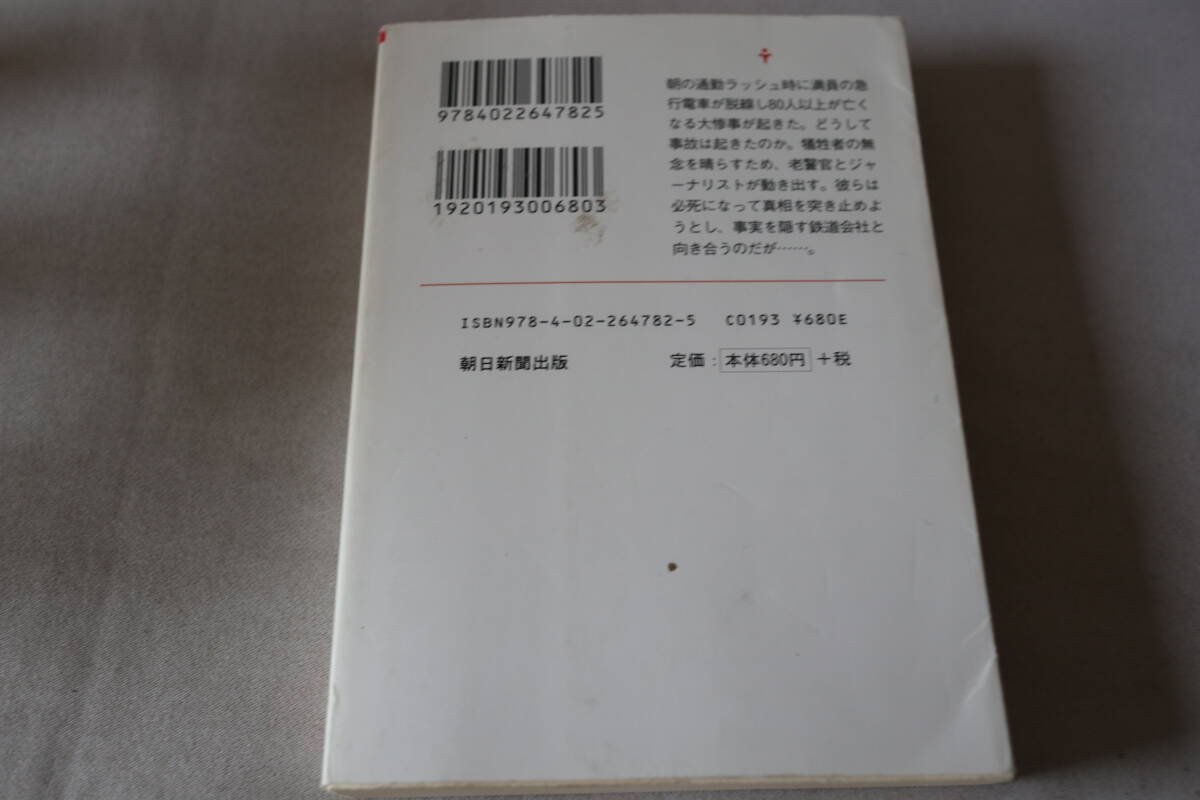 9784022647825
1920193006803
朝の通勤ラッシュ時に満員の急
行電車が脱線し80人以上が亡く
なる大惨事が起きた。どうして
事故は起きたのか。犠牲者の無
念を晴らすため、老警官とジャ
ーナリストが動き出す。彼らは
必死になって真相を突き止めよ
うとし、事実を隠す鉄道会社と
向き合うのだが……。
ISBN978-4-02-264782-5 C0193 ¥680E
朝日新聞出版 定価：本体680円＋税